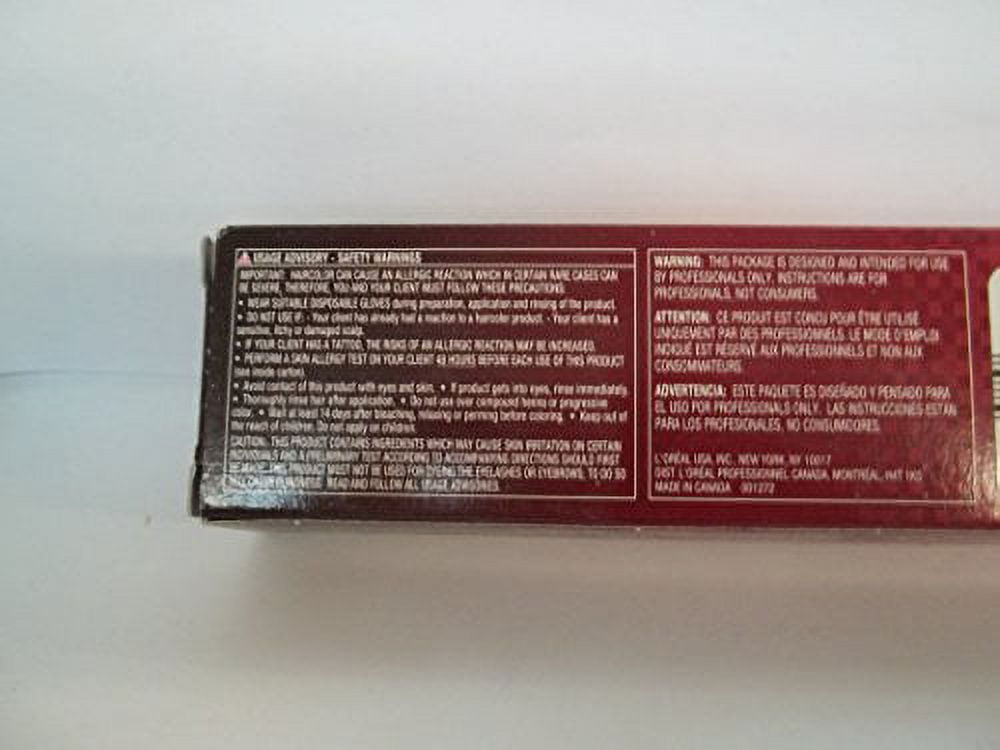 USAGE ADVISORY - SAFETY WARNINGS
IMPORTANT: HAIRCOLOR CAN CAUSE AN ALLERGIC REACTION WHICH IN CERTAIN RARE CASES CAN
BE SEVERE. THEREFORE, YOU AND YOUR CLIENT MUST FOLLOW THESE PRECAUTIONS.
• WEAR SUITABLE DISPOSABLE GLOVES during preparation, application and rinsing of the product.
• DO NOT USE if: - Your client has already had a reaction to a haircolor product. - Your client has a
sensitive, itchy or damaged scalp.
• IF YOUR CLIENT HAS A TATTOO, THE RISKS OF AN ALLERGIC REACTION MAY BE INCREASED.
• PERFORM A SKIN ALLERGY TEST ON YOUR CLIENT 48 HOURS BEFORE EACH USE OF THIS PRODUCT
(see inside carton).
• Avoid contact of this product with eyes and skin. • If product gets into eyes, rinse immediately.
• Thoroughly rinse hair after application. • Do not use over compound henna or progressive
color. • Wait at least 14 days after bleaching, relaxing or perming before coloring. • Keep out of
the reach of children. Do not apply on children.
CAUTION: THIS PRODUCT CONTAINS INGREDIENTS WHICH MAY CAUSE SKIN IRRITATION ON CERTAIN
INDIVIDUALS AND A PRELIMINARY TEST ACCORDING TO ACCOMPANYING DIRECTIONS SHOULD FIRST
BE MADE. THIS PRODUCT MUST NOT BE USED FOR DYEING THE EYELASHES OR EYEBROWS; TO DO SO
MAY CAUSE BLINDNESS. READ AND FOLLOW ALL USAGE ADVISORIES.
WARNING: THIS PACKAGE IS DESIGNED AND INTENDED FOR USE
BY PROFESSIONALS ONLY. INSTRUCTIONS ARE FOR
PROFESSIONALS, NOT CONSUMERS.
ATTENTION: CE PRODUIT EST CONÇU POUR ÊTRE UTILISÉ
UNIQUEMENT PAR DES PROFESSIONNELS. LE MODE D'EMPLOI
INDIQUÉ EST RÉSERVÉ AUX PROFESSIONNELS ET NON AUX
CONSOMMATEURS.
ADVERTENCIA: ESTE PAQUETE ES DISEÑADO Y PENSADO PARA
EL USO FOR PROFESSIONALS ONLY. LAS INSTRUCCIONES ESTAN
PARA LOS PROFESIONALES, NO CONSUMIDORES.
L'ORÉAL USA, INC. NEW YORK, NY 10017
DIST. L'ORÉAL PROFESSIONNEL CANADA, MONTRÉAL,
MADE IN CANADA 901272